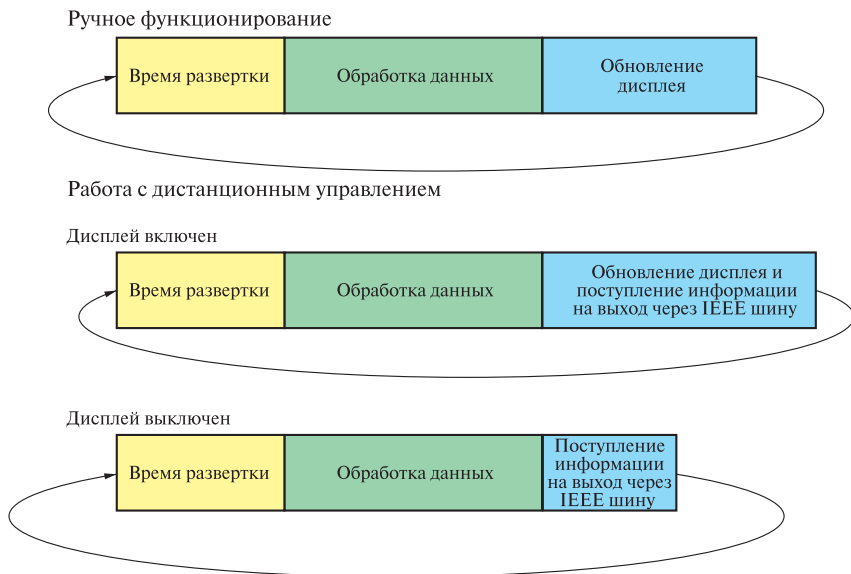 Ручное функционирование
Время развертки
Обработка данных
Обновление
дисплея
Работа с дистанционным управлением
Дисплей включен
Время развертки
Обработка данных
Обновление дисплея и
поступление информации
на выход через IEEE шину
Дисплей выключен
Время развертки
Обработка данных
Поступление
информации
на выход через
IEEE шину